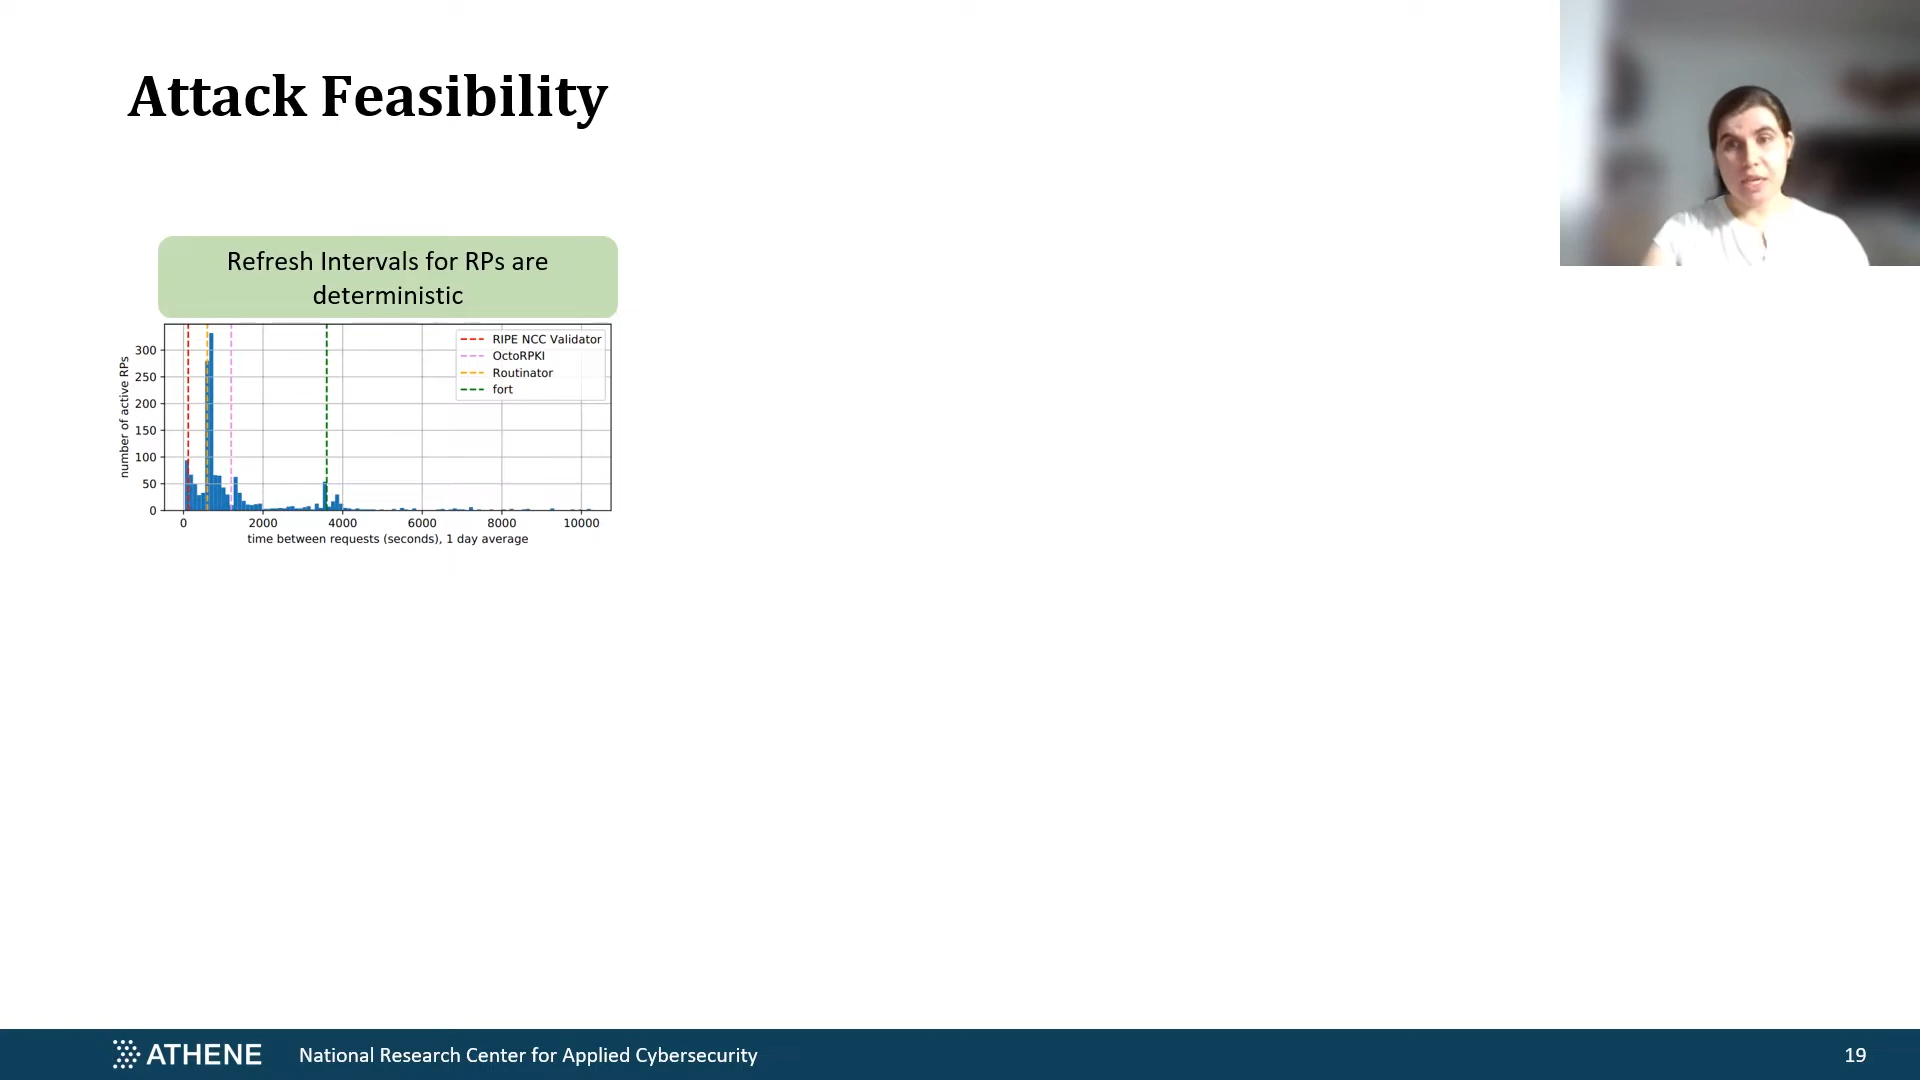 Attack Feasibility
Refresh Intervals for RPs are
deterministic
RIPE NCC Validator
OctoRPKI
Routinator
fort
number of active RPs
300
250
200
150
100
50
0
0 2000 4000 6000 8000 10000
time between requests (seconds), 1 day average
ATHENE
National Research Center for Applied Cybersecurity
19